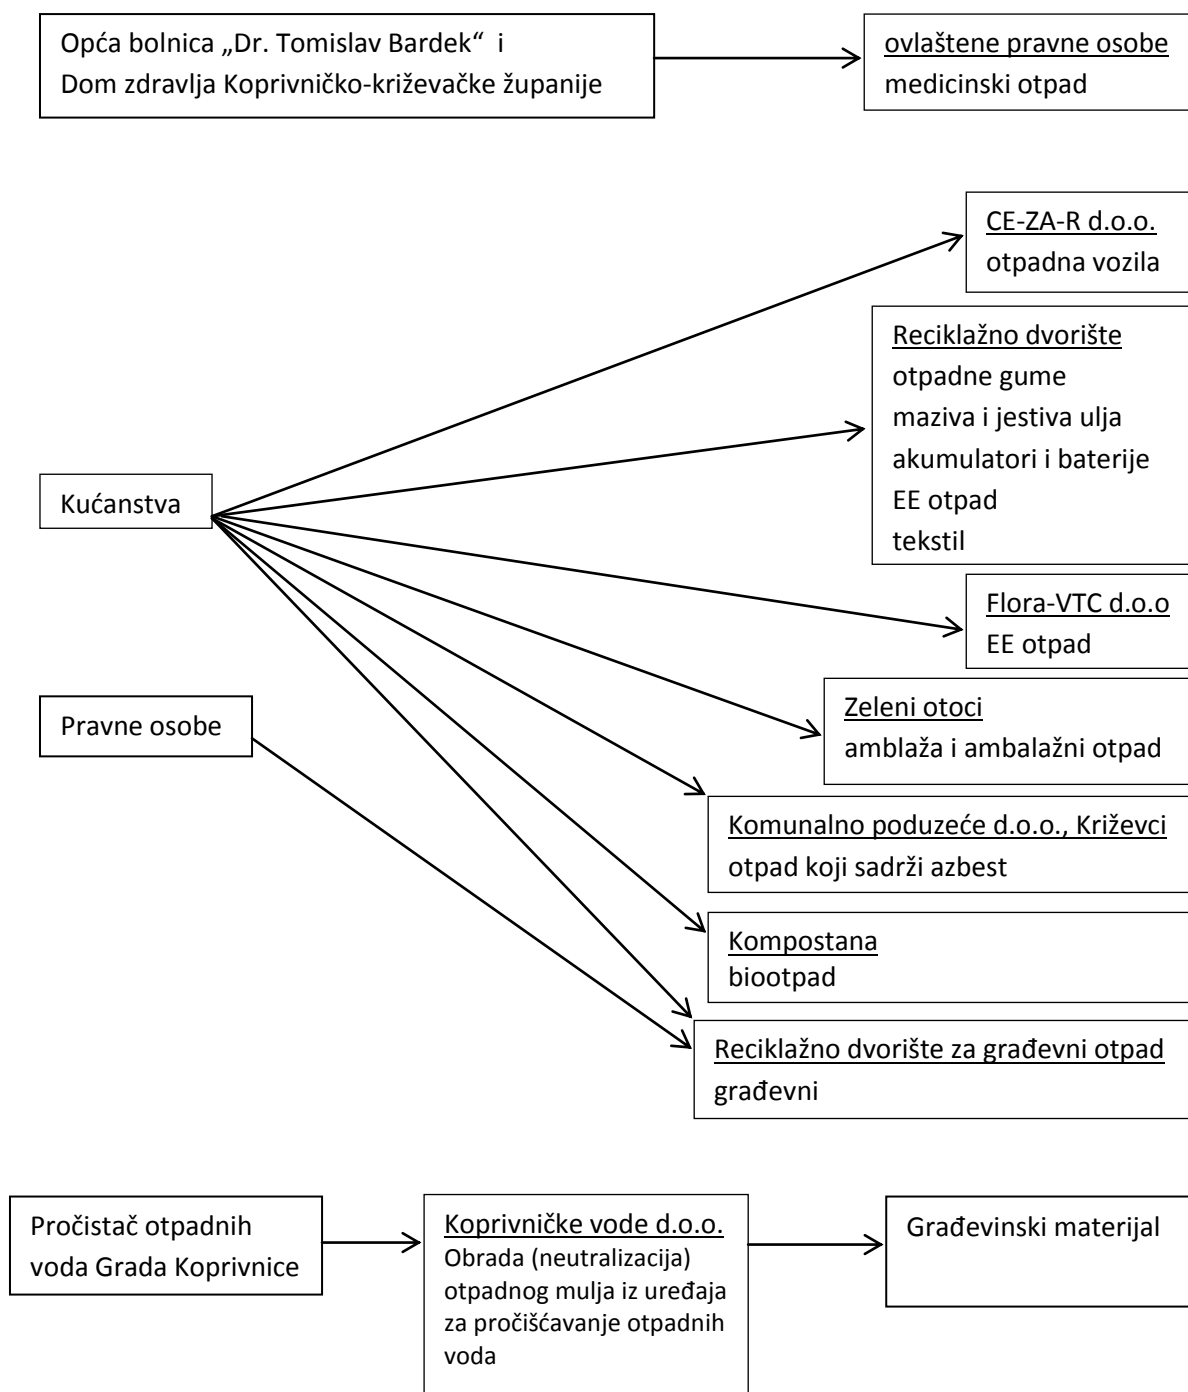 Opća bolnica „Dr. Tomislav Bardek“ i
Dom zdravlja Koprivničko-križevačke županije
ovlaštene pravne osobe
medicinski otpad
CE-ZA-R d.o.o.
otpadna vozila
Reciklažno dvorište
otpadne gume
maziva i jestiva ulja
akumulatori i baterije
EE otpad
tekstil
Kućanstva
Flora-VTC d.o.o
EE otpad
Pravne osobe
Zeleni otoci
amblaža i ambalažni otpad
Komunalno poduzeće d.o.o., Križevci
otpad koji sadrži azbest
Kompostana
biootpad
Reciklažno dvorište za građevni otpad
građevni
Pročistač otpadnih
voda Grada Koprivnice
Koprivničke vode d.o.o.
Obrada (neutralizacija)
otpadnog mulja iz uređaja
za pročišćavanje otpadnih
voda
Građevinski materijal